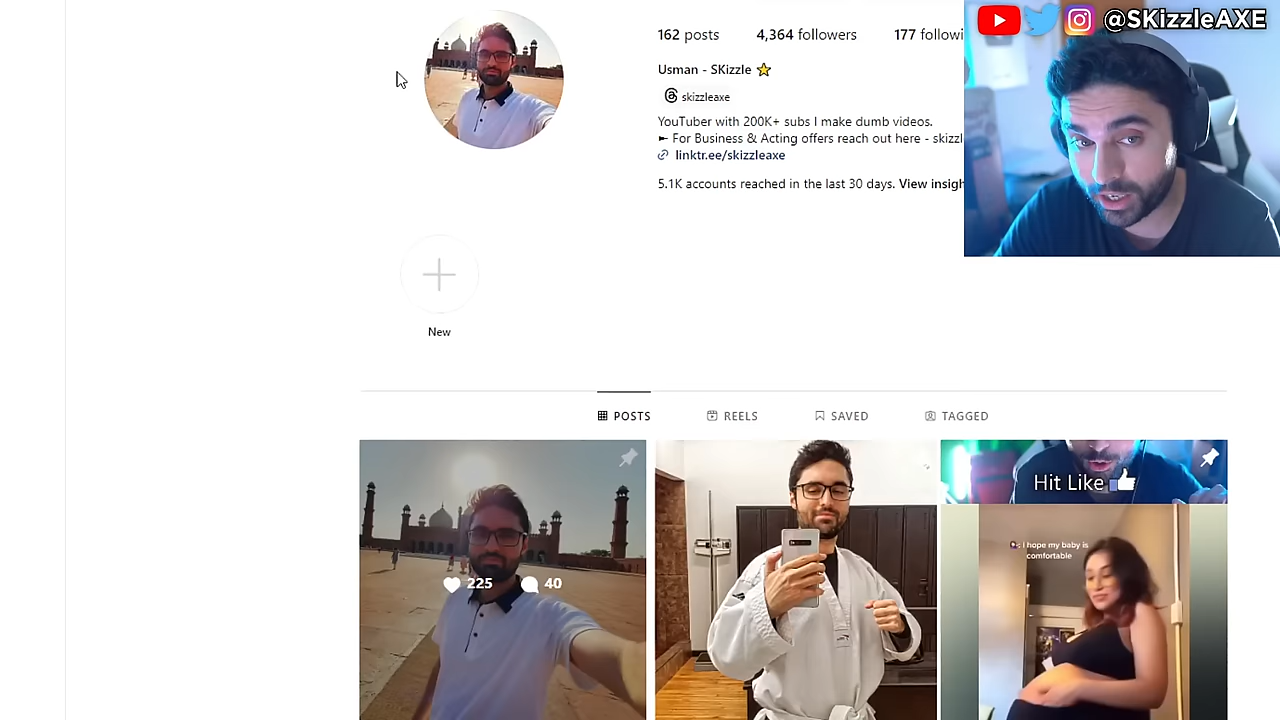 @SKizzleAXE
162 posts 4,364 followers 177 followi
Usman - SKizzle ⭐
skizzleaxe
YouTuber with 200K+ subs I make dumb videos.
► For Business & Acting offers reach out here - skizzl
linktr.ee/skizzleaxe
5.1K accounts reached in the last 30 days. View insigh
New
POSTS REELS SAVED TAGGED
Hit Like 👍
I hope my baby is
comfortable
225 40